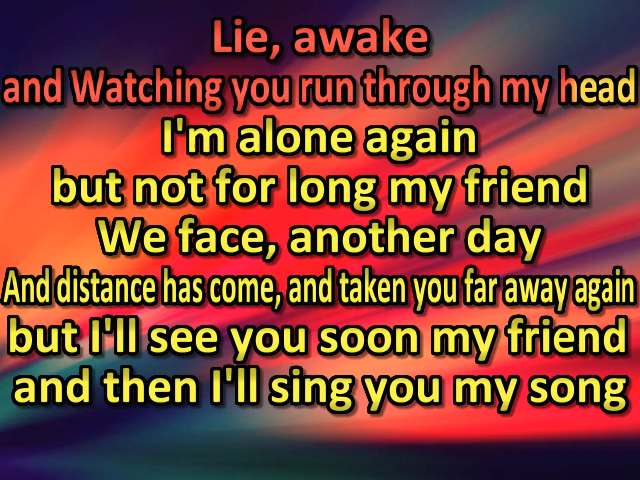 Lie, awake
and Watching you run through my head
I'm alone again
but not for long my friend
We face, another day
And distance has come, and taken you far away again
but I'll see you soon my friend
and then I'll sing you my song